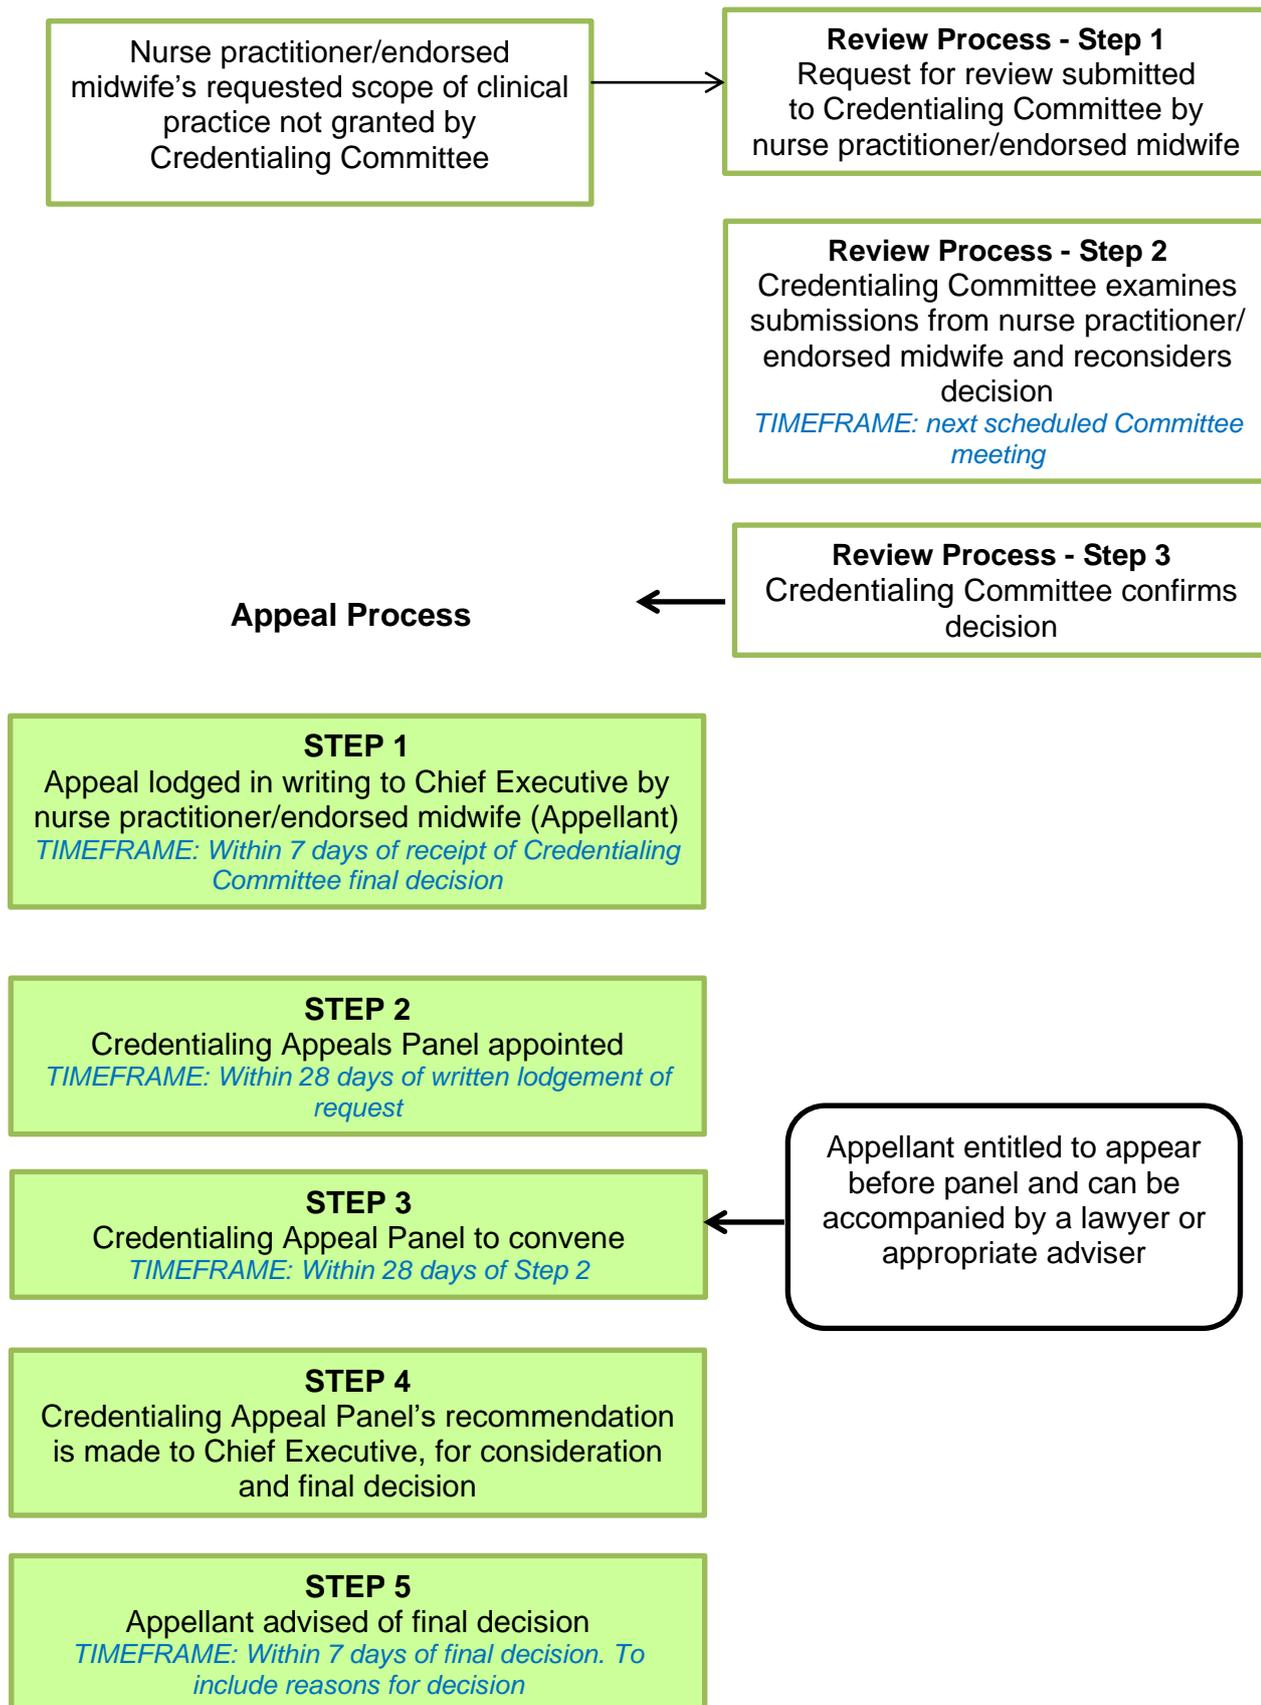 Nurse practitioner/endorsed
midwife’s requested scope of clinical
practice not granted by
Credentialing Committee
Review Process - Step 1
Request for review submitted
to Credentialing Committee by
nurse practitioner/endorsed midwife
Review Process - Step 2
Credentialing Committee examines
submissions from nurse practitioner/
endorsed midwife and reconsiders
decision
TIMEFRAME: next scheduled Committee
meeting
Review Process - Step 3
Credentialing Committee confirms
decision
Appeal Process
STEP 1
Appeal lodged in writing to Chief Executive by
nurse practitioner/endorsed midwife (Appellant)
TIMEFRAME: Within 7 days of receipt of Credentialing
Committee final decision
STEP 2
Credentialing Appeals Panel appointed
TIMEFRAME: Within 28 days of written lodgement of
request
STEP 3
Credentialing Appeal Panel to convene
TIMEFRAME: Within 28 days of Step 2
Appellant entitled to appear
before panel and can be
accompanied by a lawyer or
appropriate adviser
STEP 4
Credentialing Appeal Panel’s recommendation
is made to Chief Executive, for consideration
and final decision
STEP 5
Appellant advised of final decision
TIMEFRAME: Within 7 days of final decision. To
include reasons for decision